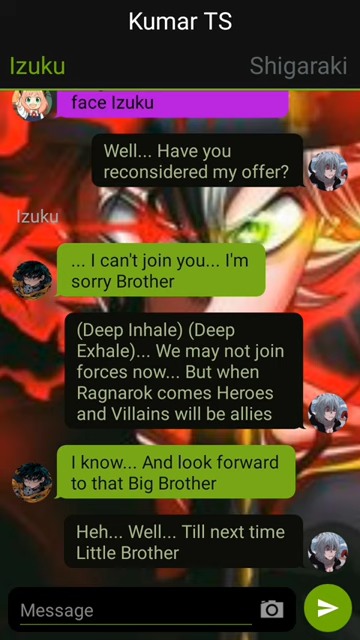 Kumar TS
Izuku
Shigaraki
face Izuku
Well... Have you
reconsidered my offer?
Izuku
... I can't join you... I'm
sorry Brother
(Deep Inhale) (Deep
Exhale)... We may not join
forces now... But when
Ragnarok comes Heroes
and Villains will be allies
I know... And look forward
to that Big Brother
Heh... Well... Till next time
Little Brother
Message